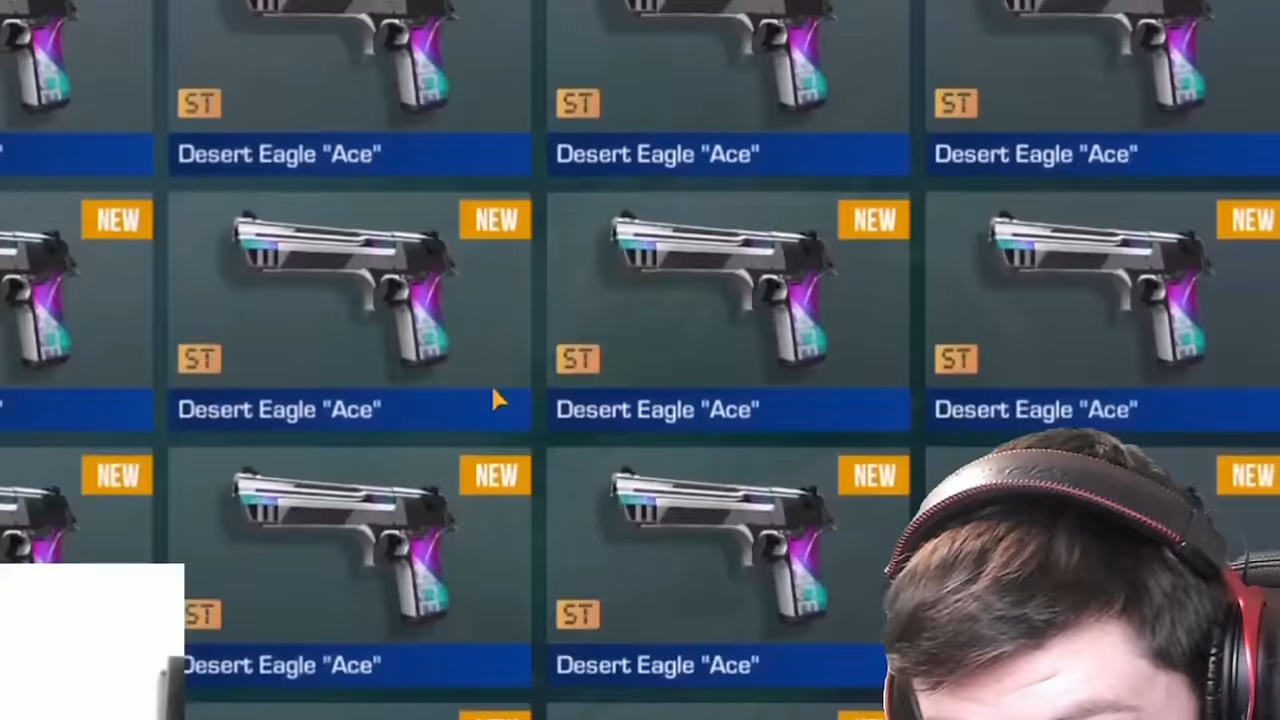 ST ST ST
" Desert Eagle "Ace" Desert Eagle "Ace" Desert Eagle "Ace"
NEW NEW NEW NEW
ST ST ST
" Desert Eagle "Ace" Desert Eagle "Ace" Desert Eagle "Ace"
NEW NEW NEW NEW
ST ST
Desert Eagle "Ace" Desert Eagle "Ace"
NEW